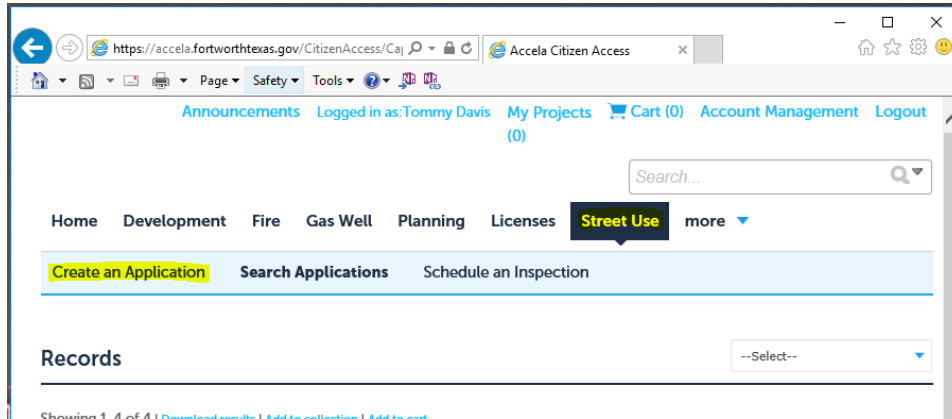 https://accela.fortworthtexas.gov/CitizenAccess/Cap Accela Citizen Access
Page Safety Tools
Announcements Logged in as:Tommy Davis My Projects (0) Cart (0) Account Management Logout
Search...
Home Development Fire Gas Well Planning Licenses Street Use more
Create an Application Search Applications Schedule an Inspection
Records --Select--
Showing 1-4 of 4 | Download results | Add to collection | Add to cart